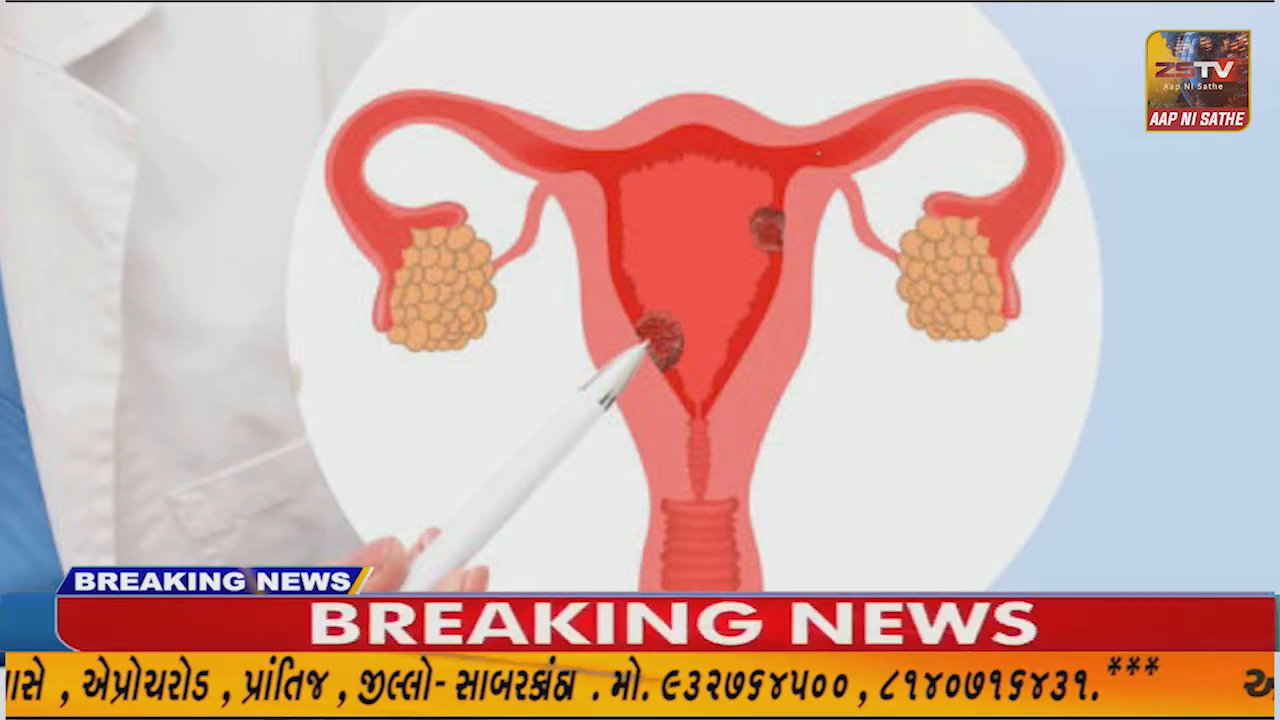 ZSTV
Aap Ni Sathe
AAP NI SATHE
BREAKING NEWS
BREAKING NEWS
, એપ્રોચરોડ , પ્રાંતિજ , જીલ્લો- સાબરકાંઠા . મો. ૯૩૨૭૬૪૫૦૦ , ૮૧૪૦૭૧૬૪૩૧.***